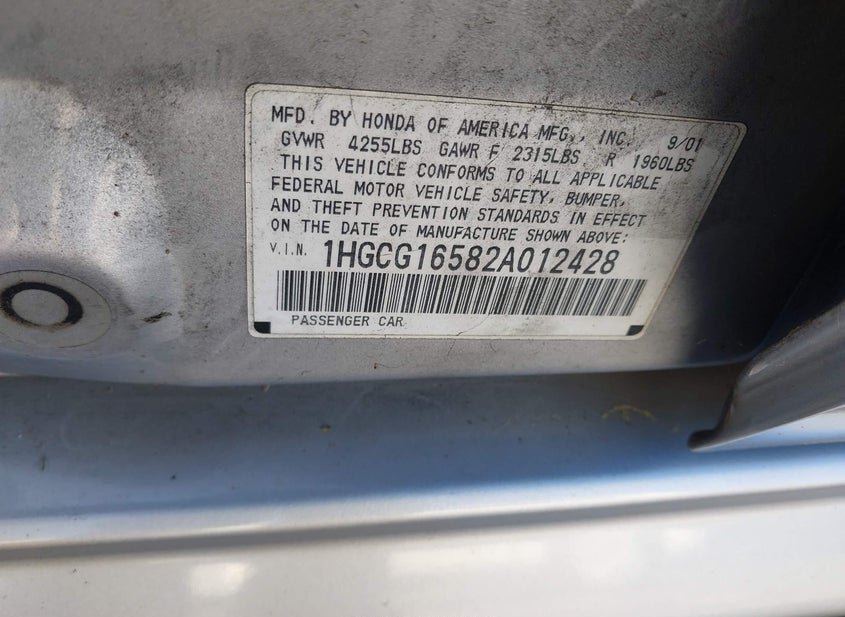 MFD. BY HONDA OF AMERICA MFG., INC. 9/01
GVWR 4255LBS GAWR F 2315LBS R 1960LBS
THIS VEHICLE CONFORMS TO ALL APPLICABLE
FEDERAL MOTOR VEHICLE SAFETY, BUMPER,
AND THEFT PREVENTION STANDARDS IN EFFECT
ON THE DATE OF MANUFACTURE SHOWN ABOVE:
V.I.N. 1HGCG16582A012428
PASSENGER CAR